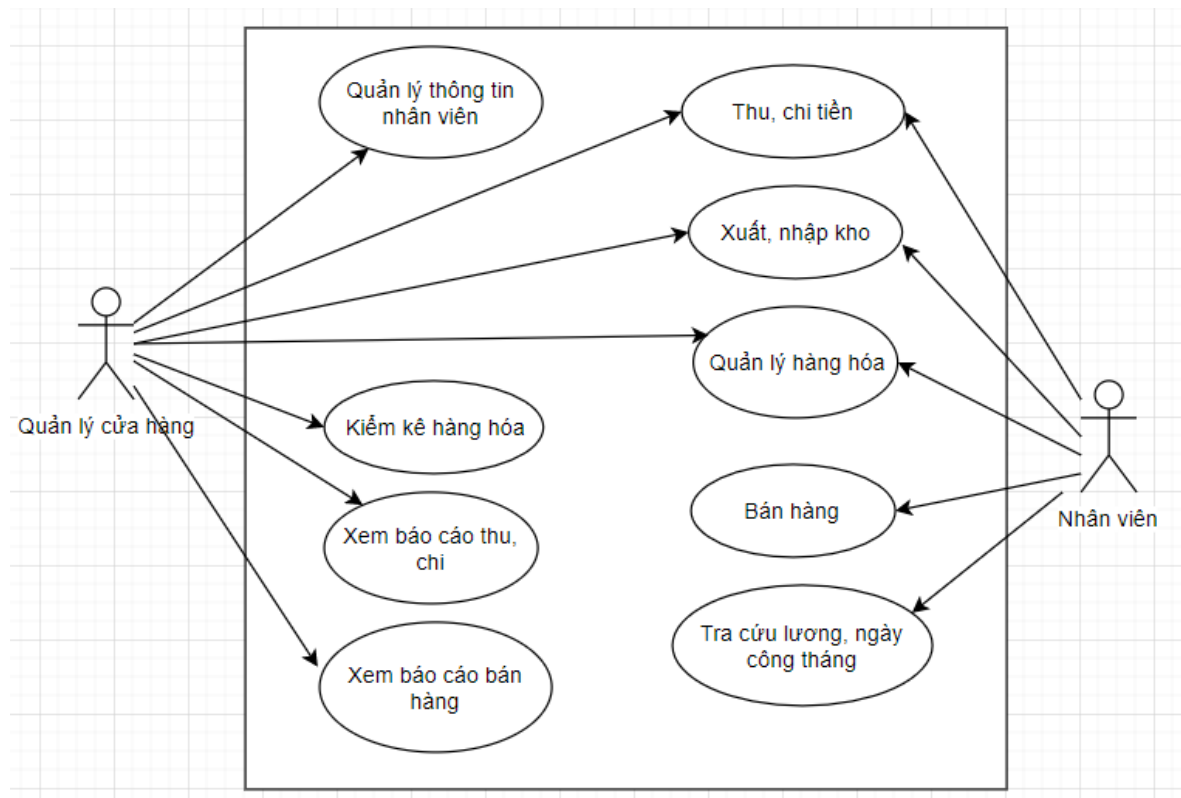 Quản lý thông tin
nhân viên
Thu, chi tiền
Xuất, nhập kho
Quản lý hàng hóa
Quản lý cửa hàng
Kiểm kê hàng hóa
Bán hàng
Nhân viên
Xem báo cáo thu,
chi
Tra cứu lương, ngày
công tháng
Xem báo cáo bán
hàng